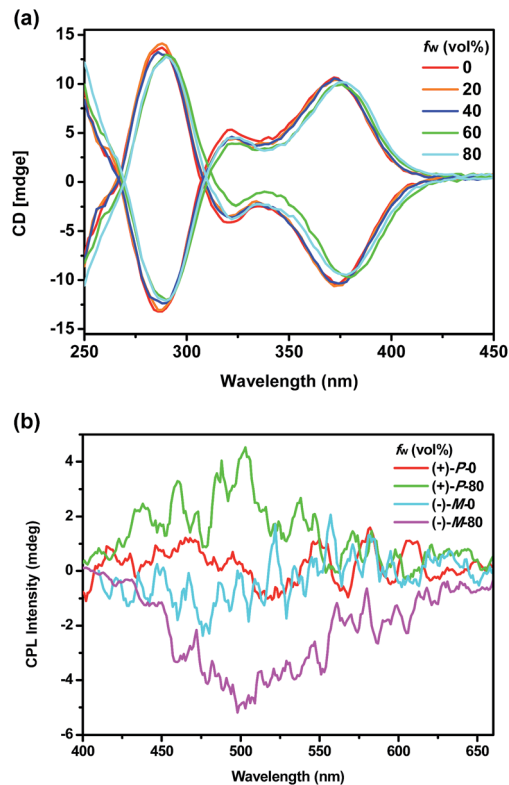 (a)
CD [mdge]
15
10
5
0
-5
-10
-15
fw (vol%)
0
20
40
60
80
250 300 350 400 450
Wavelength (nm)
(b)
CPL Intensity (mdeg)
4
2
0
-2
-4
-6
fw (vol%)
(+)-P-0
(+)-P-80
(-)-M-0
(-)-M-80
400 450 500 550 600 650
Wavelength (nm)